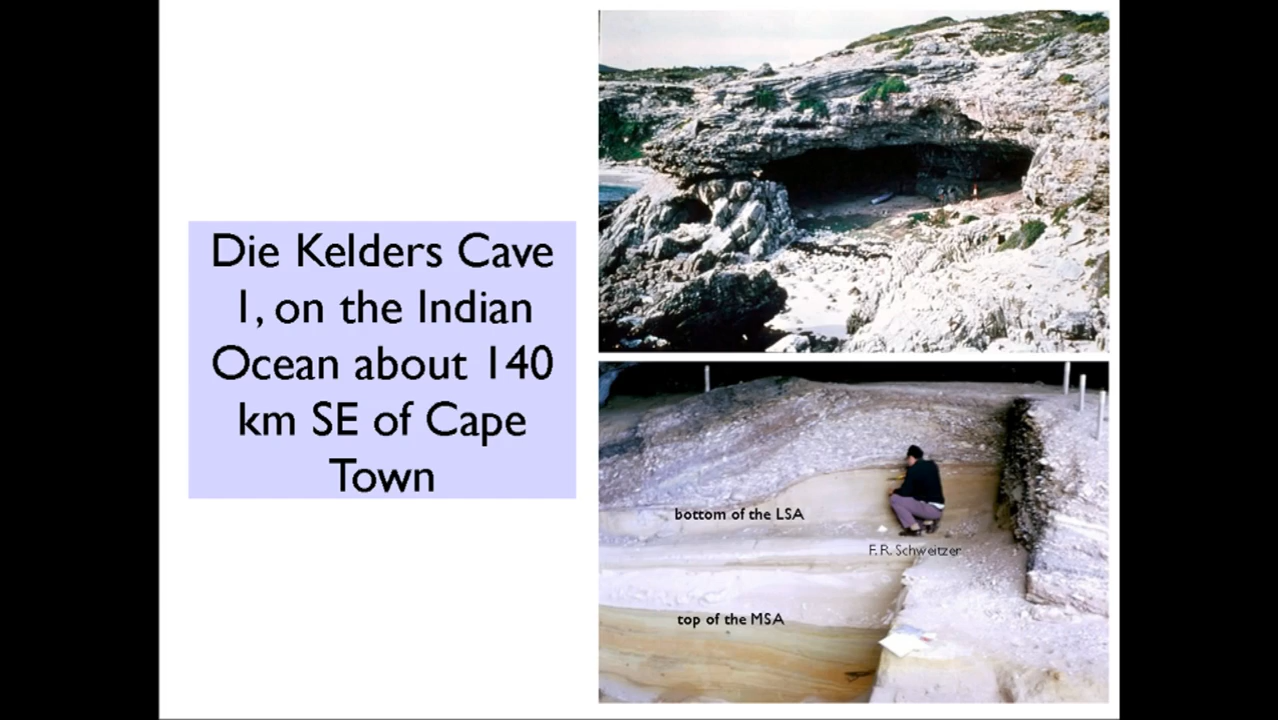 Die Kelders Cave
1, on the Indian
Ocean about 140
km SE of Cape
Town
bottom of the LSA
F. R. Schweitzer
top of the MSA